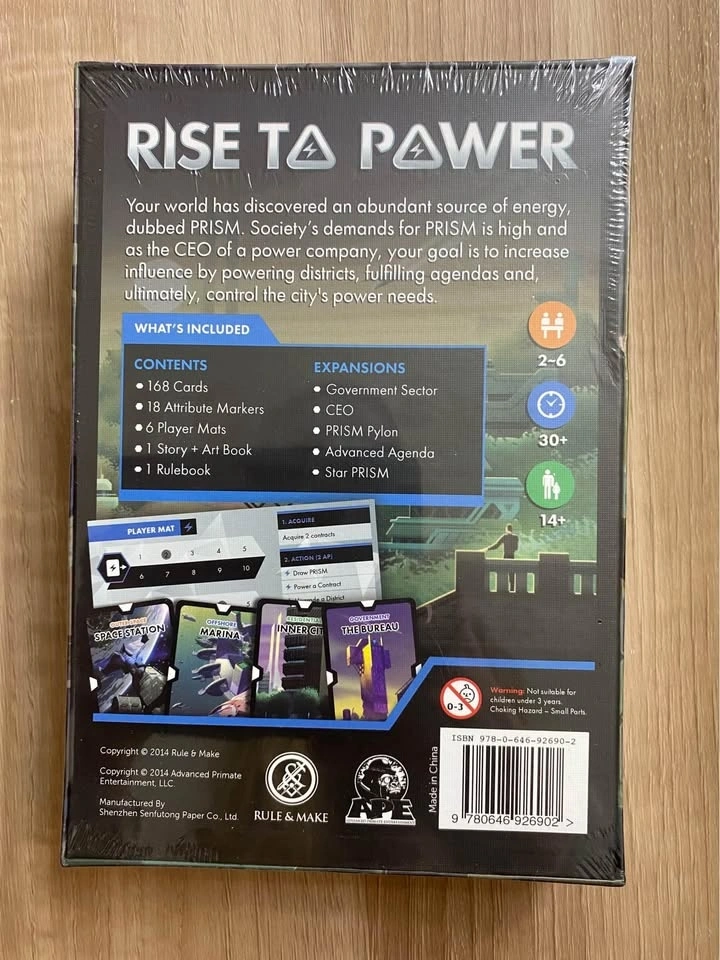 RISE TO POWER
Your world has discovered an abundant source of energy,
dubbed PRISM. Society's demands for PRISM is high and
as the CEO of a power company, your goal is to increase
influence by powering districts, fulfilling agendas and,
ultimately, control the city's power needs.
WHAT'S INCLUDED
CONTENTS
• 168 Cards
• 18 Attribute Markers
• 6 Player Mats
• 1 Story + Art Book
• 1 Rulebook
EXPANSIONS
• Government Sector
• CEO
• PRISM Pylon
• Advanced Agenda
• Star PRISM
2-6
30+
14+
PLAYER MAT
1 2 3 4 5
6 7 8 9 10
1. ACQUIRE
Acquire 2 contracts
2. ACTION (2 AP)
Draw PRISM
Power a Contract
a District
5
OUTER SPACE
SPACE STATION
OFFSHORE
MARINA
RESIDENTIAL
INNER CIT
GOVERNMENT
THE BUREAU
0-3
Warning: Not suitable for
children under 3 years.
Choking Hazard – Small Parts.
Copyright © 2014 Rule & Make
Copyright © 2014 Advanced Primate
Entertainment, LLC.
Manufactured By
Shenzhen Senfutong Paper Co., Ltd.
RULE & MAKE
APE
ADVANCED PRIMATE ENTERTAINMENT
Made in China
ISBN 978-0-646-92690-2
9 780646 926902 >